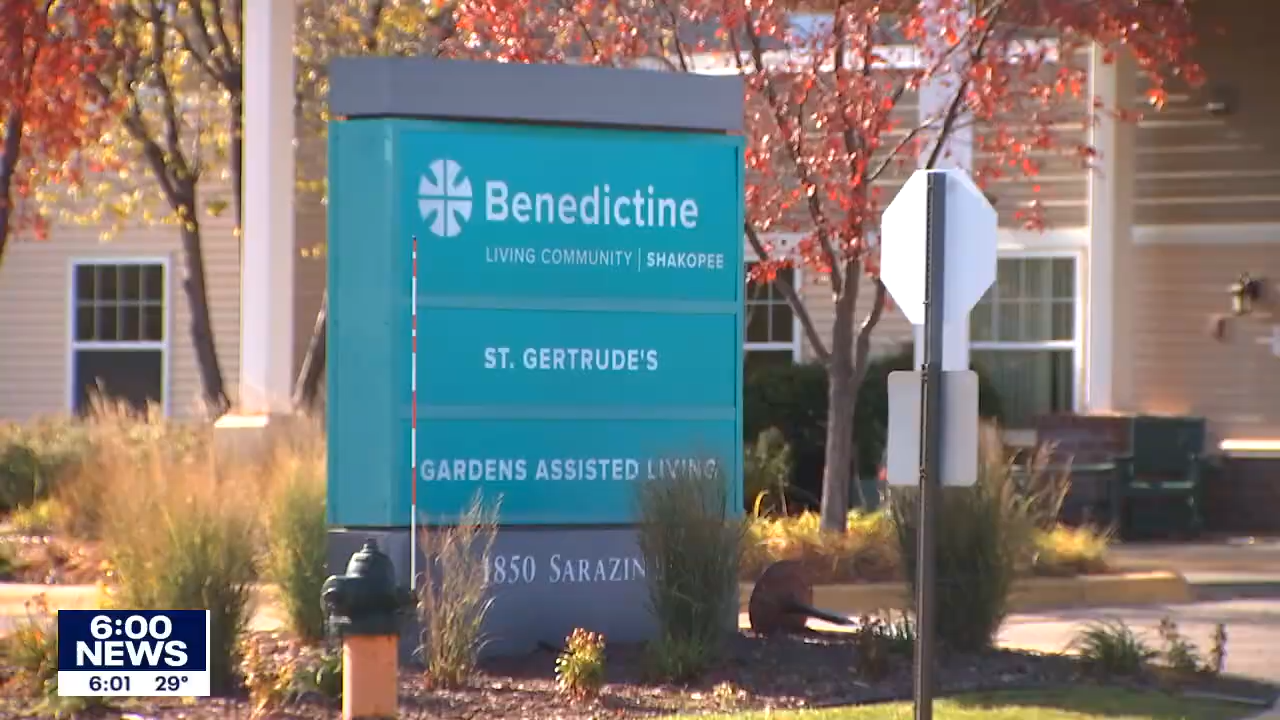 Benedictine
LIVING COMMUNITY | SHAKOPEE
ST. GERTRUDE'S
GARDENS ASSISTED LIVING
1850 SARAZIN
6:00
NEWS
6:01 29°